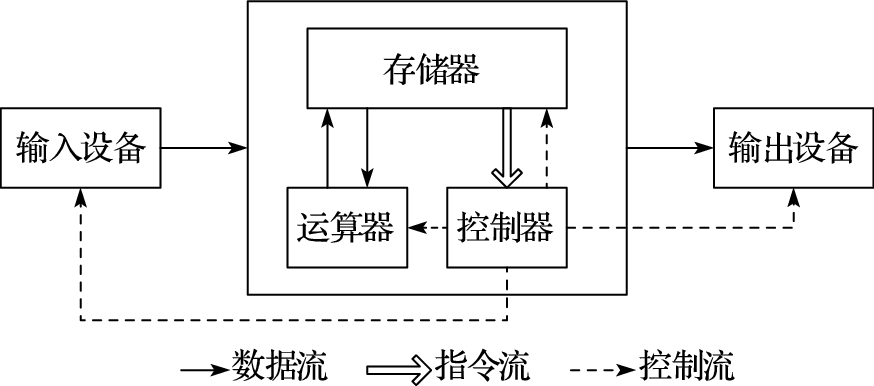 存储器
输入设备
输出设备
运算器
控制器
数据流
指令流
控制流